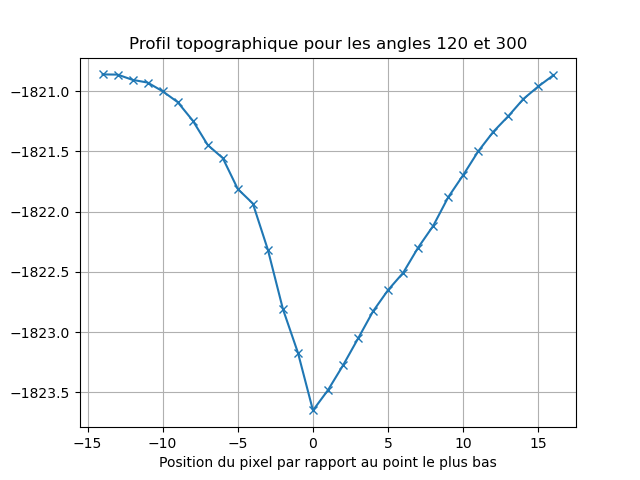 Profil topographique pour les angles 120 et 300
−1821.0
−1821.5
−1822.0
−1822.5
−1823.0
−1823.5
−15 −10 −5 0 5 10 15
Position du pixel par rapport au point le plus bas